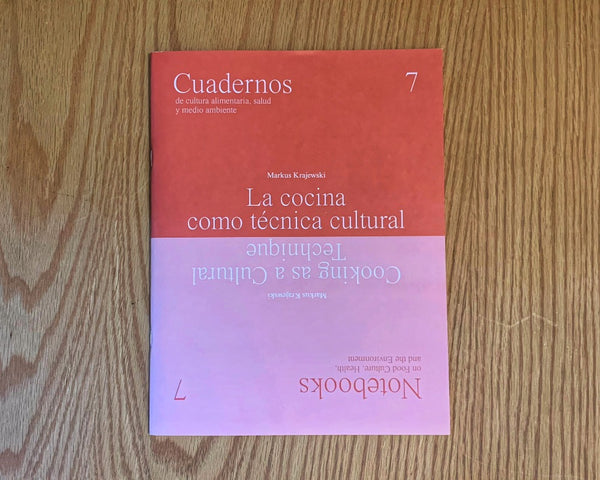 Cuadernos
de cultura alimentaria, salud
y medio ambiente
7
Markus Krajewski
La cocina
como técnica cultural
Notebooks
on Food Culture, Health,
and the Environment
7
Markus Krajewski
Cooking as a Cultural
Technique